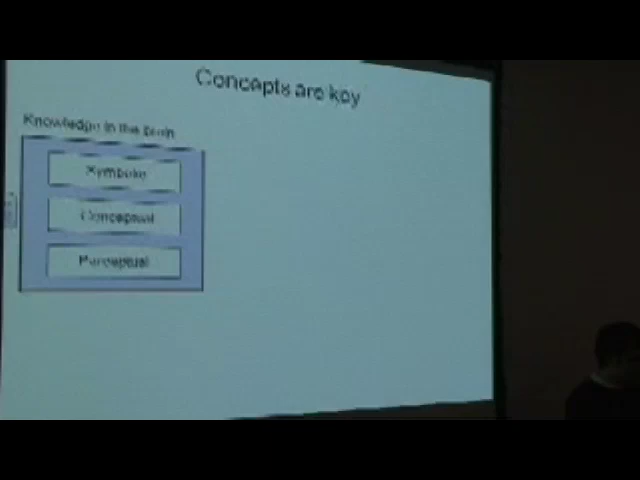 Concepts are key
Knowledge in the brain
Symbolic
Conceptual
Perceptual